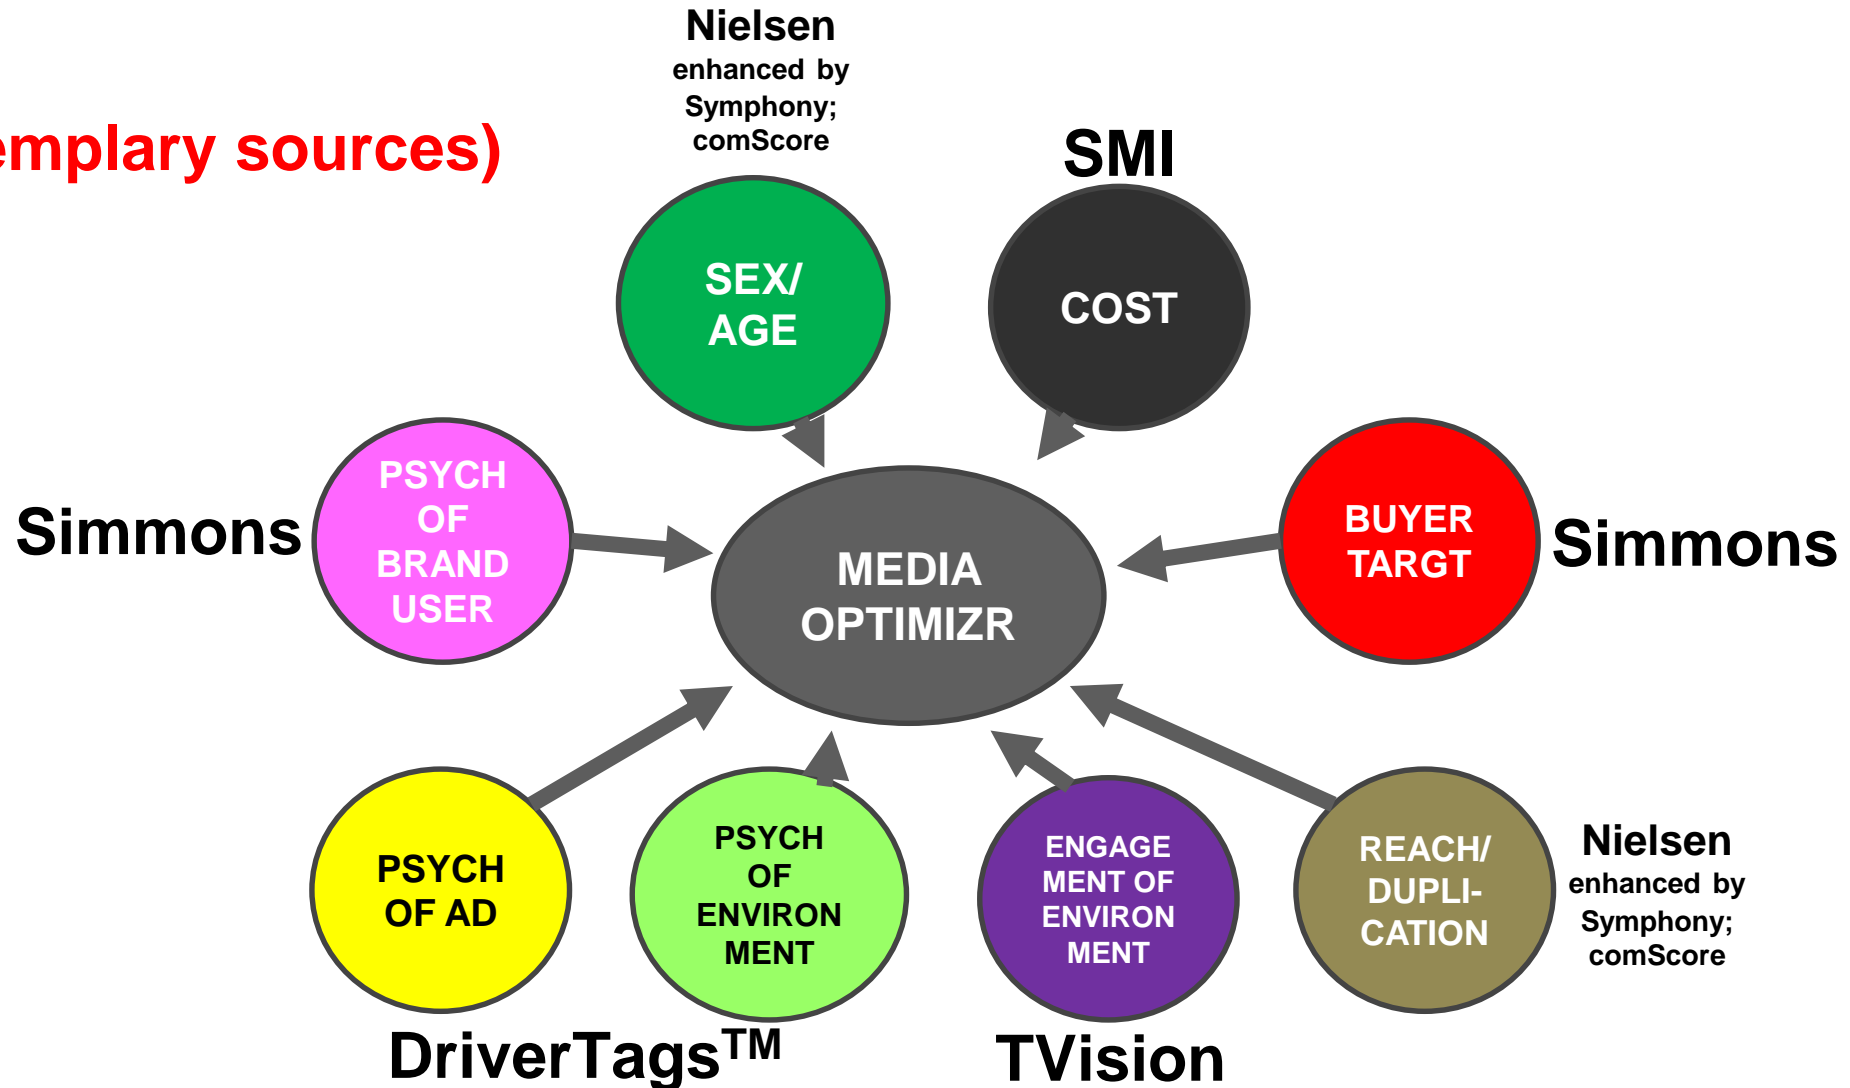 Nielsen
enhanced by
Symphony;
comScore
emplary sources)
SMI
SEX/
AGE
COST
PSYCH
OF
BRAND
USER
Simmons
BUYER
TARGT
Simmons
MEDIA
OPTIMIZR
PSYCH
OF AD
PSYCH
OF
ENVIRON
MENT
ENGAGE
MENT OF
ENVIRON
MENT
REACH/
DUPLI-
CATION
Nielsen
enhanced by
Symphony;
comScore
DriverTags™
TVision